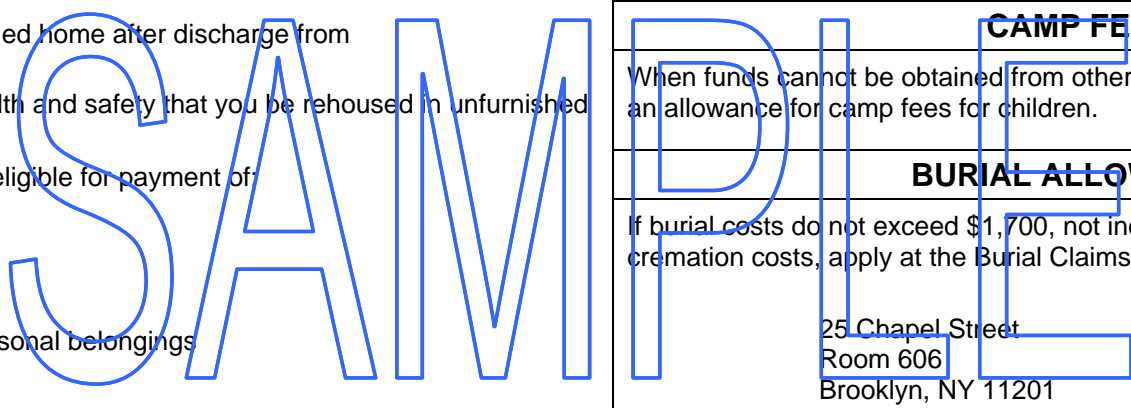 ed home after discharge from
lth and safety that you be rehoused in unfurnished
eligible for payment of:
sonal belongings
CAMP FE
When funds cannot be obtained from other
an allowance for camp fees for children.
BURIAL ALLOW
If burial costs do not exceed $1,700, not inc
cremation costs, apply at the Burial Claims
25 Chapel Street
Room 606
Brooklyn, NY 11201
SAMPLE